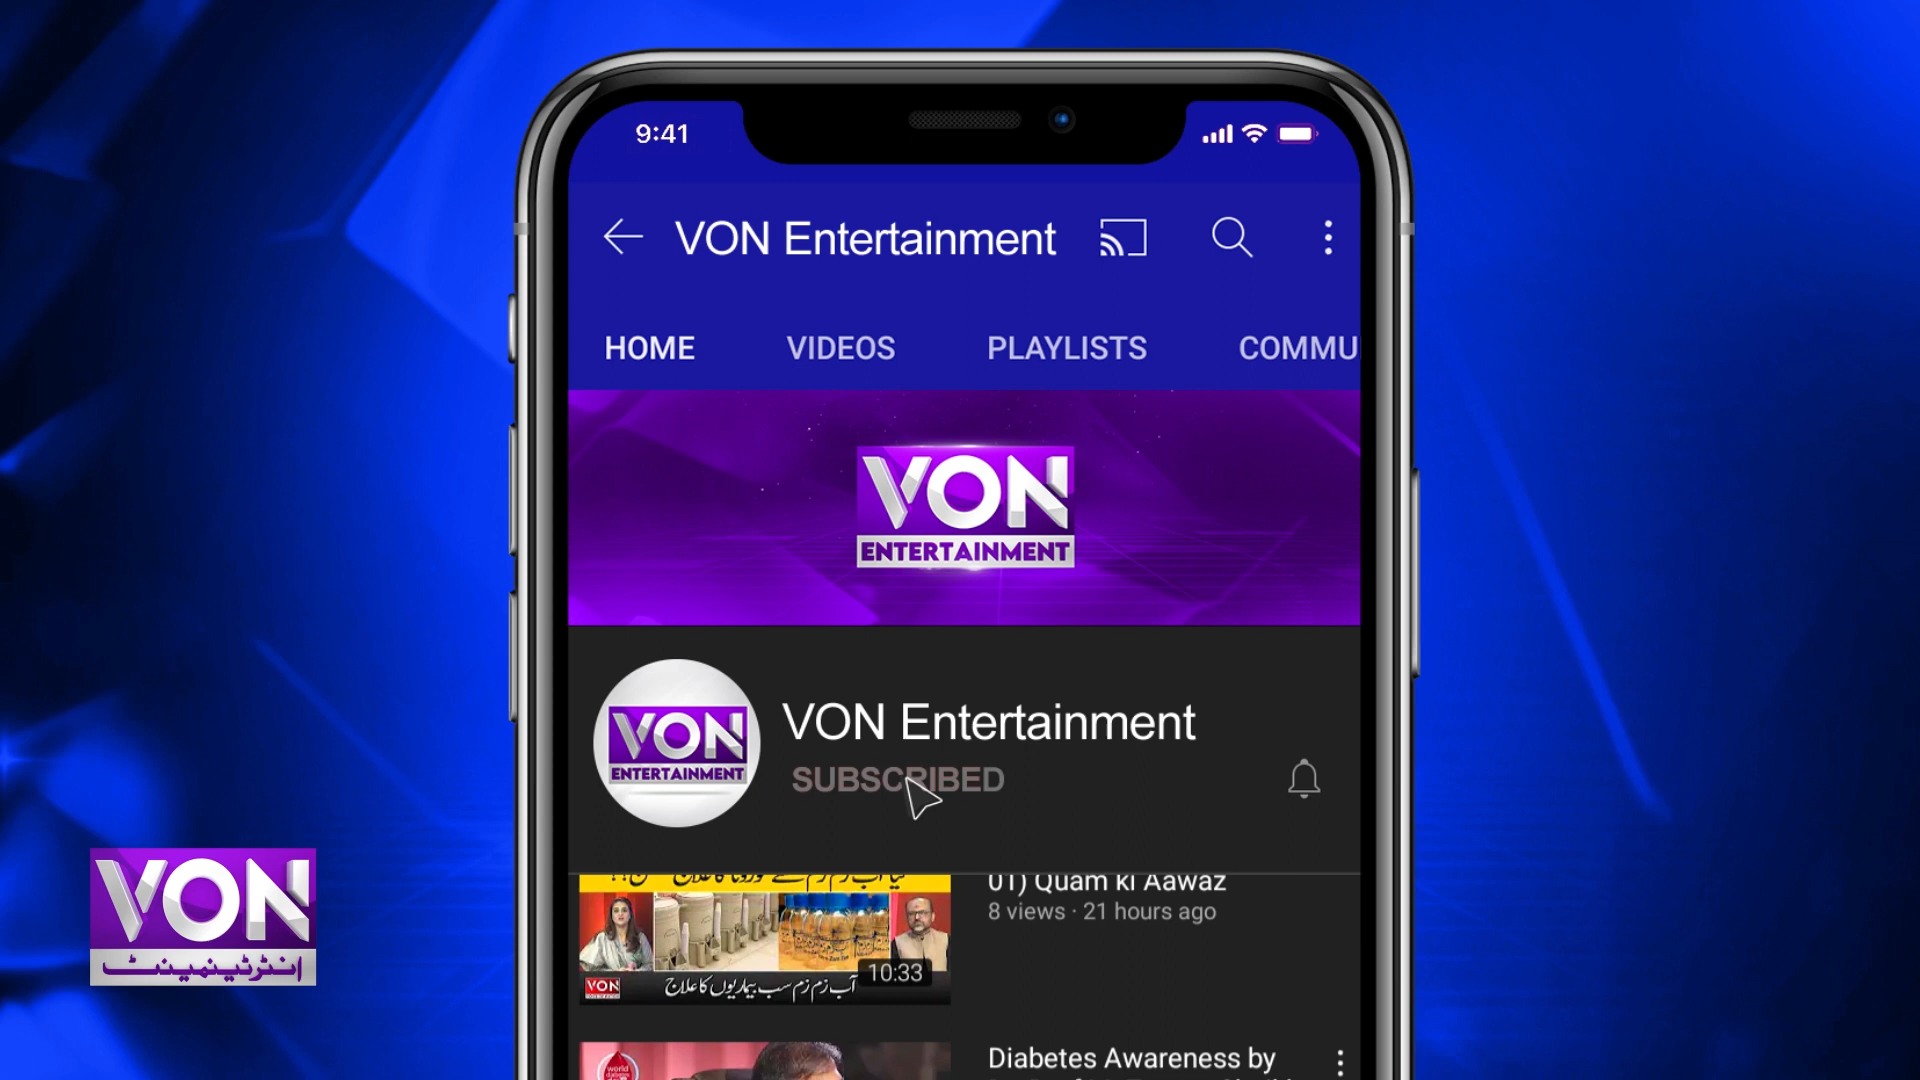 9:41
VON Entertainment
HOME VIDEOS PLAYLISTS COMMU
VON
ENTERTAINMENT
VON
ENTERTAINMENT
VON Entertainment
SUBSCRIBED
01) Quam ki Aawaz
8 views · 21 hours ago
10:33
VON
آب زم زم سب بیماریوں کا علاج
Diabetes Awareness by
world
VON
انٹرٹینمینٹ